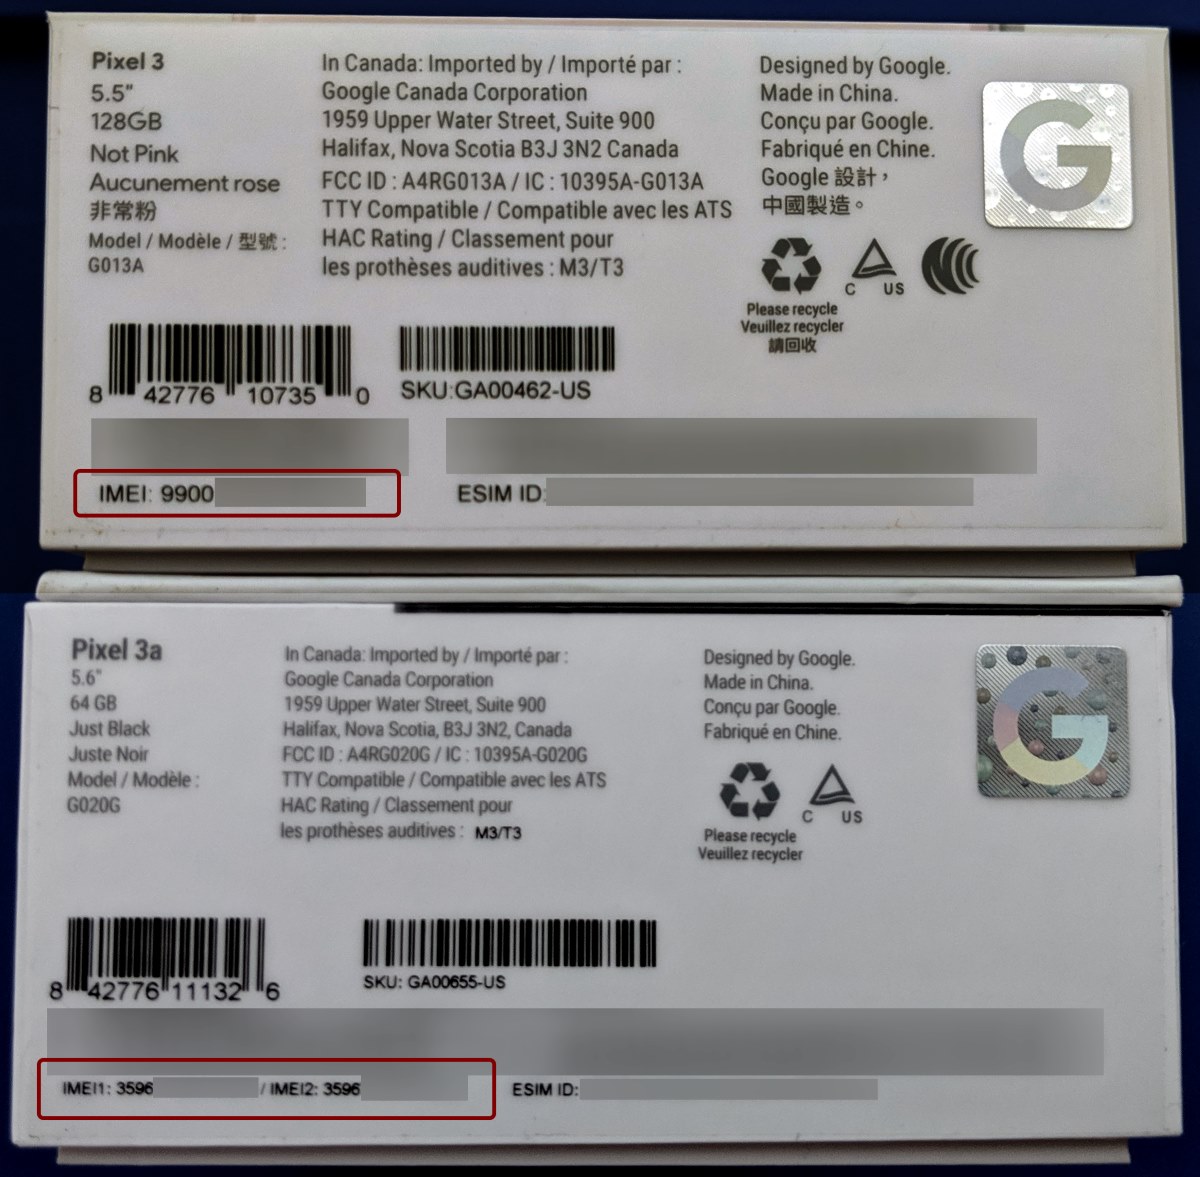 Pixel 3
5.5"
128GB
Not Pink
Aucunement rose
非常粉
Model / Modèle / 型號 :
G013A
In Canada: Imported by / Importé par :
Google Canada Corporation
1959 Upper Water Street, Suite 900
Halifax, Nova Scotia B3J 3N2 Canada
FCC ID : A4RG013A / IC : 10395A-G013A
TTY Compatible / Compatible avec les ATS
HAC Rating / Classement pour
les prothèses auditives : M3/T3
Designed by Google.
Made in China.
Conçu par Google.
Fabriqué en Chine.
Google 設計，
中國製造。
G
C US
Please recycle
Veuillez recycler
請回收
8 42776 10735 0
SKU:GA00462-US
IMEI: 9900
ESIM ID:
Pixel 3a
5.6"
64 GB
Just Black
Juste Noir
Model / Modèle :
G020G
In Canada: Imported by / Importé par :
Google Canada Corporation
1959 Upper Water Street, Suite 900
Halifax, Nova Scotia, B3J 3N2, Canada
FCC ID : A4RG020G / IC : 10395A-G020G
TTY Compatible / Compatible avec les ATS
HAC Rating / Classement pour
les prothèses auditives : M3/T3
Designed by Google.
Made in China.
Conçu par Google.
Fabriqué en Chine.
G
C US
Please recycle
Veuillez recycler
8 42776 11132 6
SKU: GA00655-US
IMEI1: 3596 / IMEI2: 3596
ESIM ID: